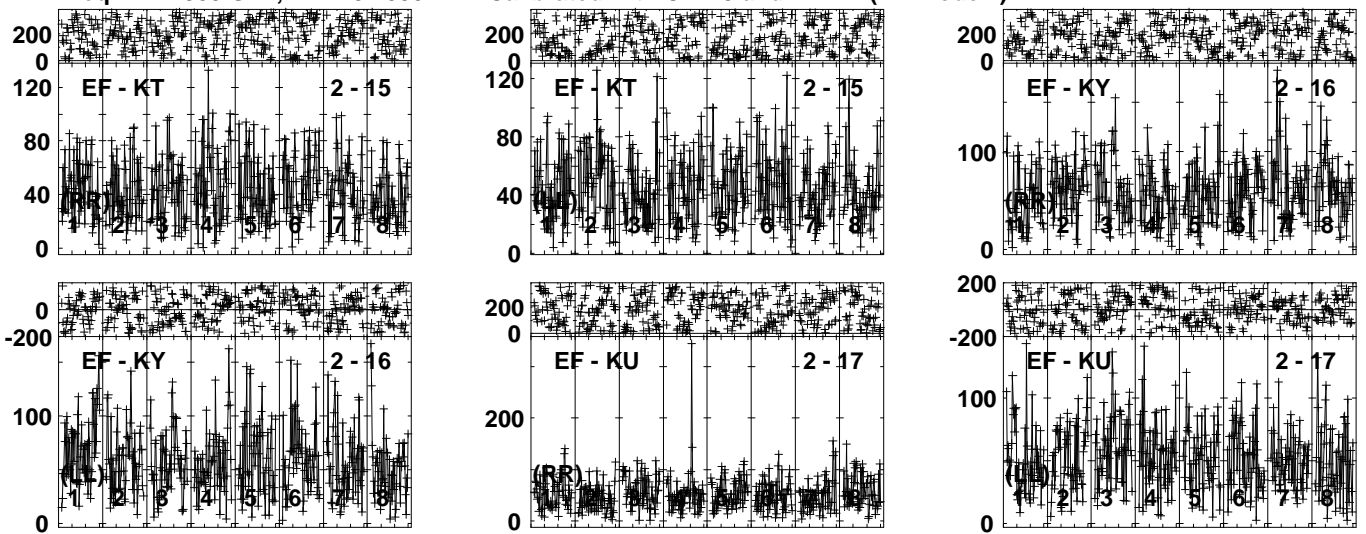 200 200 200
0 0 0
120 EF - KT 2 - 15 120 EF - KT 2 - 15 EF - KY 2 - 16
80 80 100
40 (RR) 40 (LL) (RR)
1 2 3 4 5 6 7 8 1 2 3 4 5 6 7 8 1 2 3 4 5 6 7 8
0 0 0
0 200 200
-200 0 -200
EF - KY 2 - 16 EF - KU 2 - 17 EF - KU 2 - 17
100 200 100
(LL) 100 (RR) (LL)
1 2 3 4 5 6 7 8 1 2 3 4 5 6 7 8 1 2 3 4 5 6 7 8
0 0 0